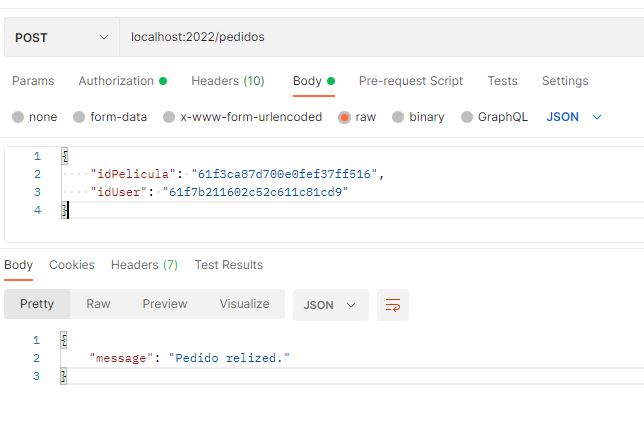 POST localhost:2022/pedidos
Params Authorization Headers (10) Body Pre-request Script Tests Settings
none form-data x-www-form-urlencoded raw binary GraphQL JSON
1 {
2 "idPelicula": "61f3ca87d700e0fef37ff516",
3 "idUser": "61f7b211602c52c611c81cd9"
4 }
Body Cookies Headers (7) Test Results
Pretty Raw Preview Visualize JSON
1 {
2 "message": "Pedido relized."
3 }